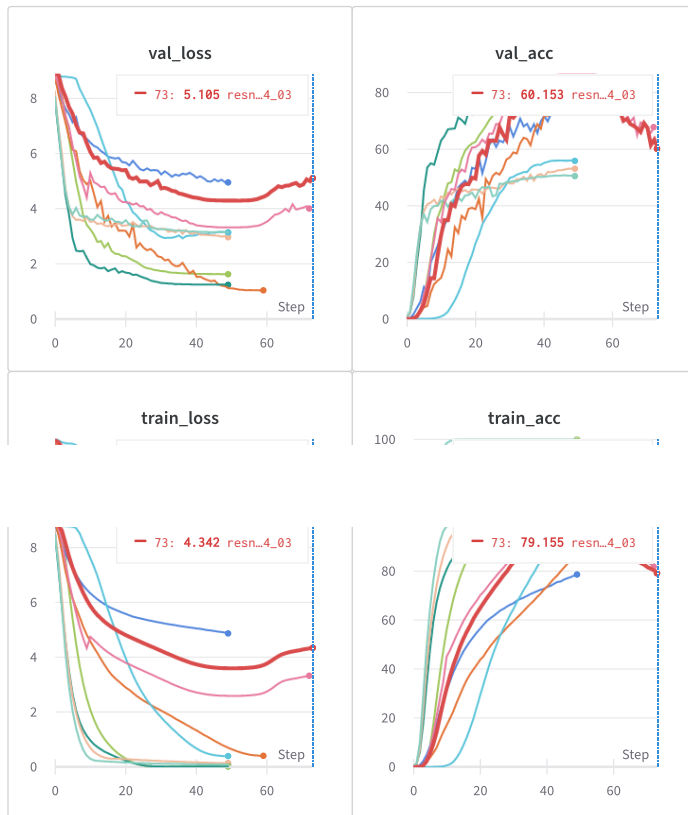 val_loss
8
6
4
2
0
0 20 40 60
Step
73: 5.105 resn…4_03
val_acc
80
60
40
20
0
0 20 40 60
Step
73: 60.153 resn…4_03
train_loss
8
6
4
2
0
0 20 40 60
Step
73: 4.342 resn…4_03
train_acc
100
80
60
40
20
0
0 20 40 60
Step
73: 79.155 resn…4_03